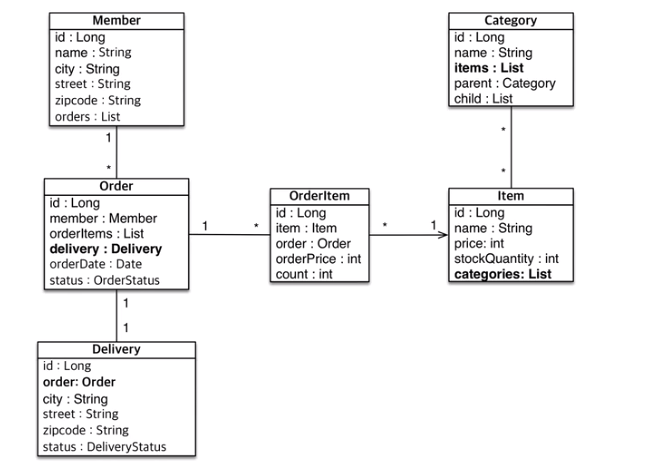 Member
id : Long
name : String
city : String
street : String
zipcode : String
orders : List
Category
id : Long
name : String
items : List
parent : Category
child : List
1
*
*
*
Order
id : Long
member : Member
orderItems : List
delivery : Delivery
orderDate : Date
status : OrderStatus
1
*
OrderItem
id : Long
item : Item
order : Order
orderPrice : int
count : int
*
1
Item
id : Long
name : String
price: int
stockQuantity : int
categories: List
1
1
Delivery
id : Long
order: Order
city : String
street : String
zipcode : String
status : DeliveryStatus